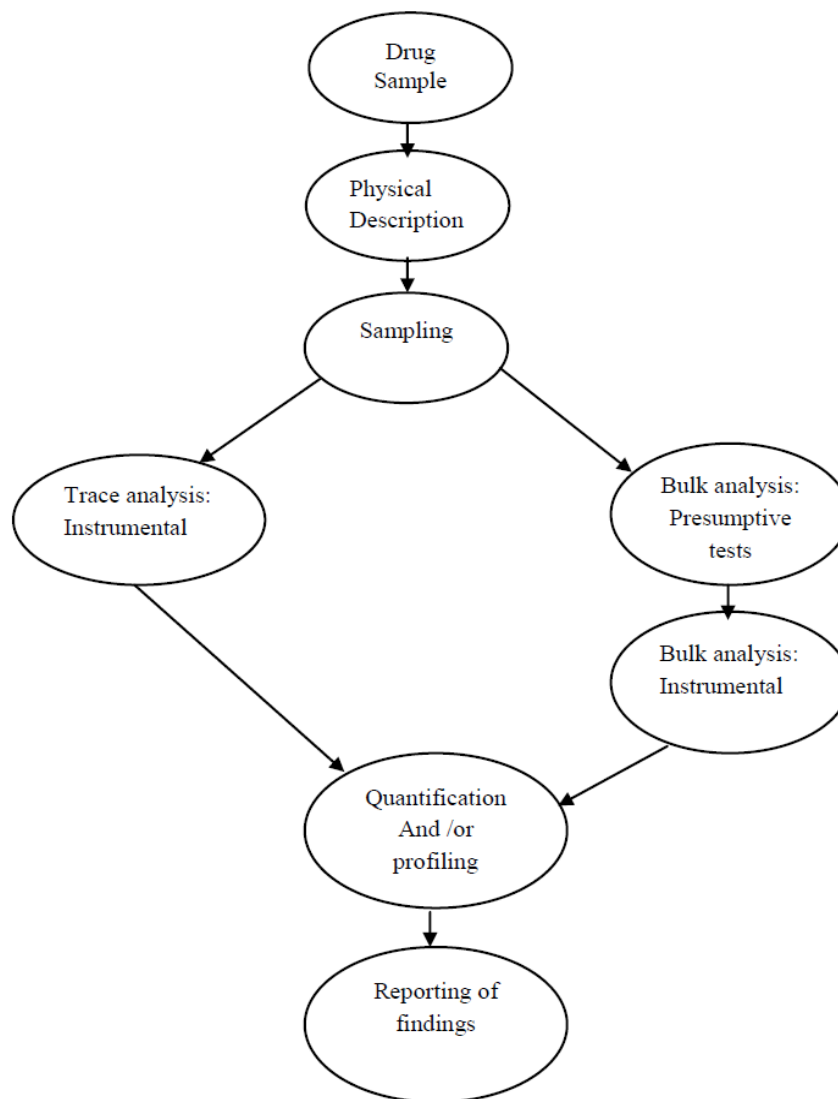 Drug
Sample
Physical
Description
Sampling
Trace analysis:
Instrumental
Bulk analysis:
Presumptive
tests
Bulk analysis:
Instrumental
Quantification
And /or
profiling
Reporting of
findings